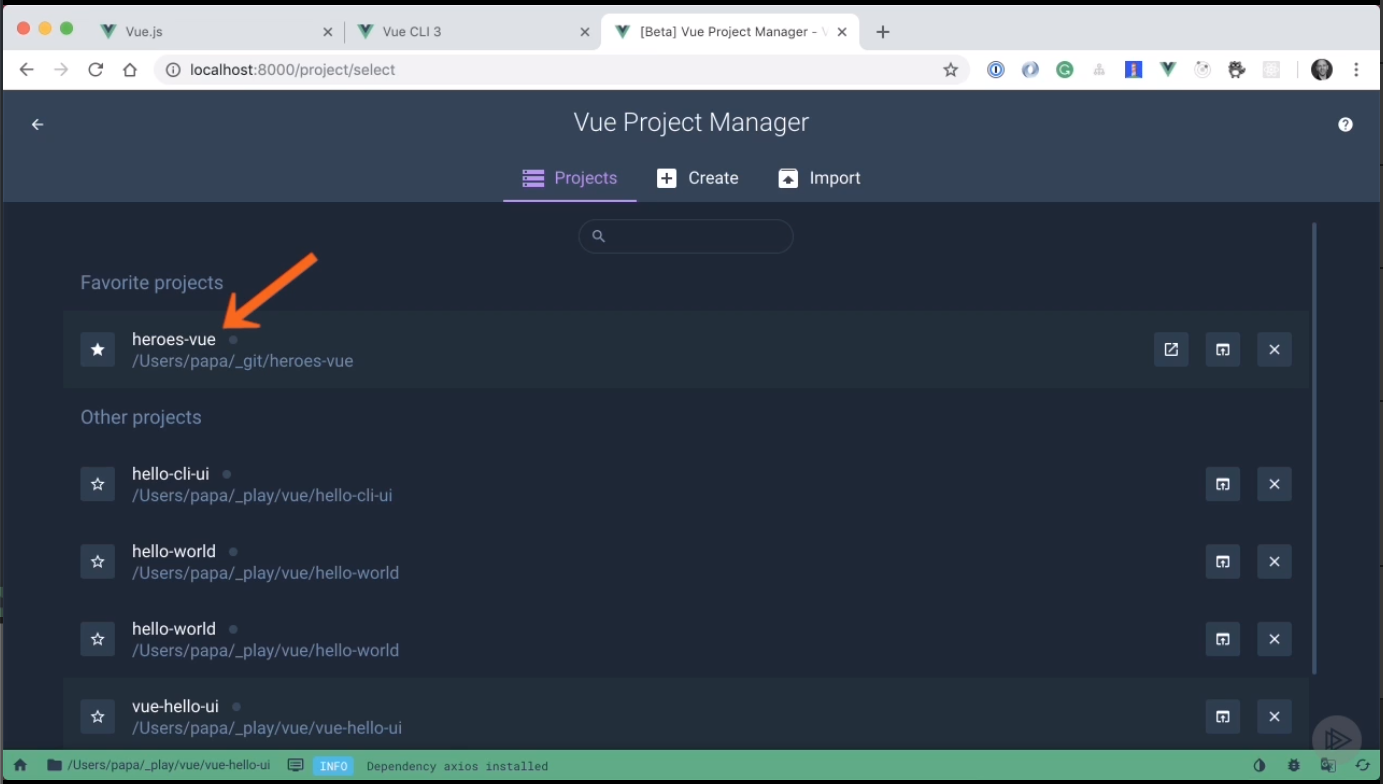 Vue.js
Vue CLI 3
[Beta] Vue Project Manager - V
localhost:8000/project/select
Vue Project Manager
Projects
Create
Import
Favorite projects
heroes-vue
/Users/papa/_git/heroes-vue
Other projects
hello-cli-ui
/Users/papa/_play/vue/hello-cli-ui
hello-world
/Users/papa/_play/vue/hello-world
hello-world
/Users/papa/_play/vue/hello-world
vue-hello-ui
/Users/papa/_play/vue/vue-hello-ui
/Users/papa/_play/vue/vue-hello-ui INFO Dependency axios installed